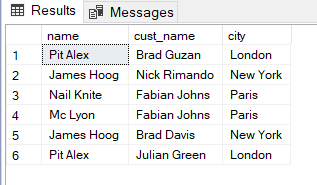 Results Messages
name cust_name city
1 Pit Alex Brad Guzan London
2 James Hoog Nick Rimando New York
3 Nail Knite Fabian Johns Paris
4 Mc Lyon Fabian Johns Paris
5 James Hoog Brad Davis New York
6 Pit Alex Julian Green London